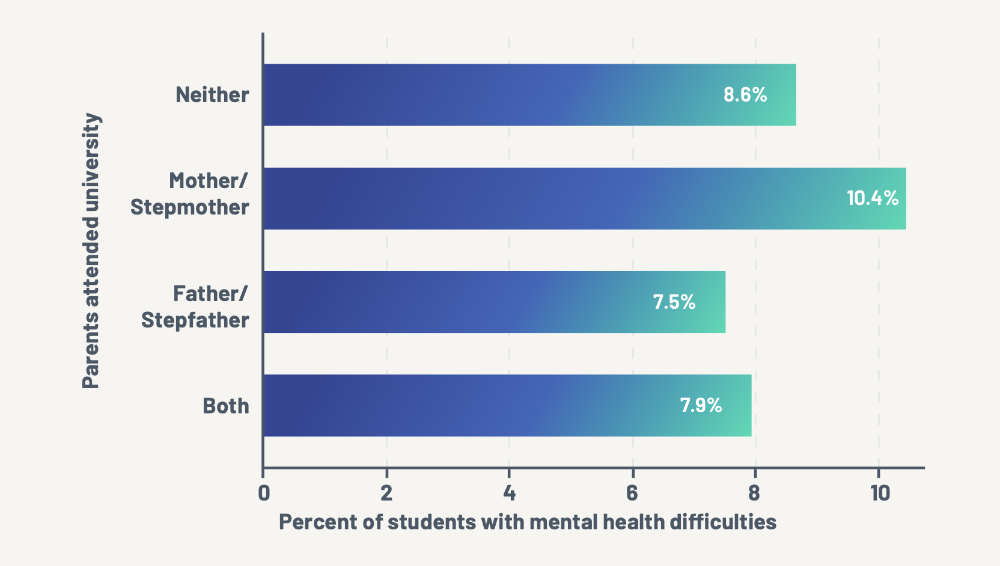 Parents attended university
Neither
8.6%
Mother/
Stepmother
10.4%
Father/
Stepfather
7.5%
Both
7.9%
0 2 4 6 8 10
Percent of students with mental health difficulties